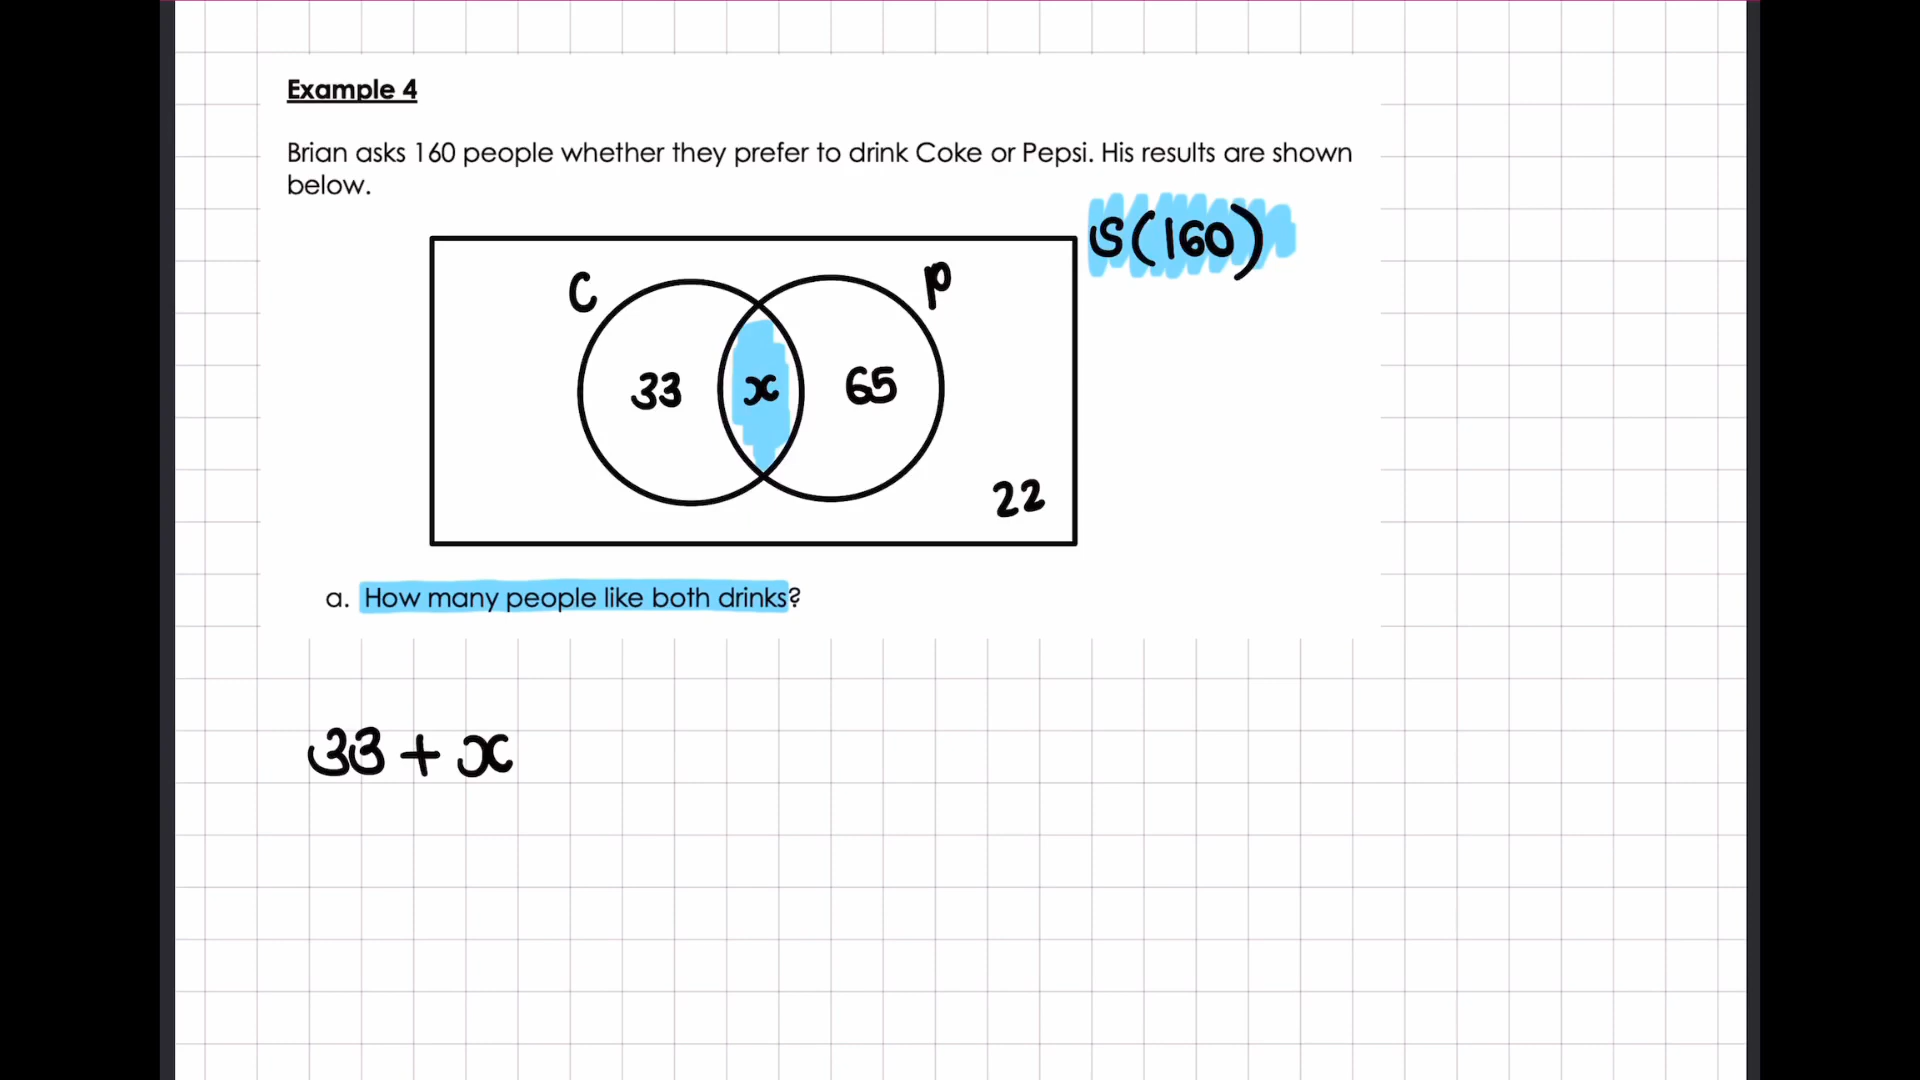 Example 4
Brian asks 160 people whether they prefer to drink Coke or Pepsi. His results are shown
below.
S(160)
C
P
33
x
65
22
a. How many people like both drinks?
33 + x